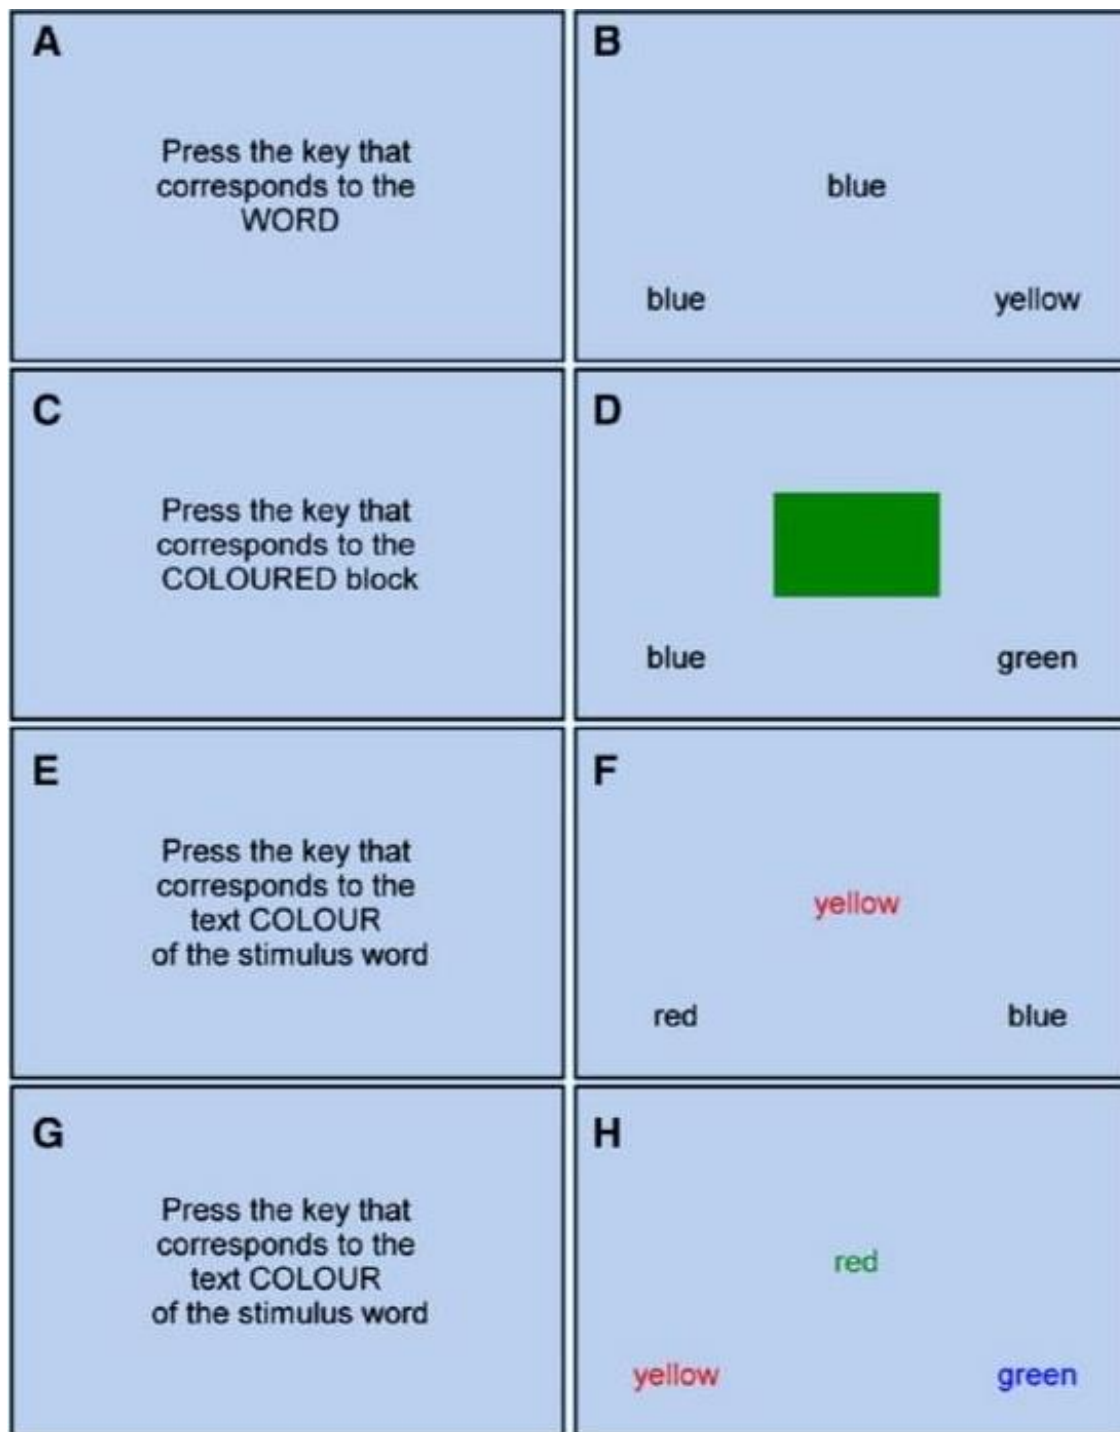 A
Press the key that
corresponds to the
WORD
B
blue
blue yellow
C
Press the key that
corresponds to the
COLOURED block
D
blue green
E
Press the key that
corresponds to the
text COLOUR
of the stimulus word
F
yellow
red blue
G
Press the key that
corresponds to the
text COLOUR
of the stimulus word
H
red
yellow green